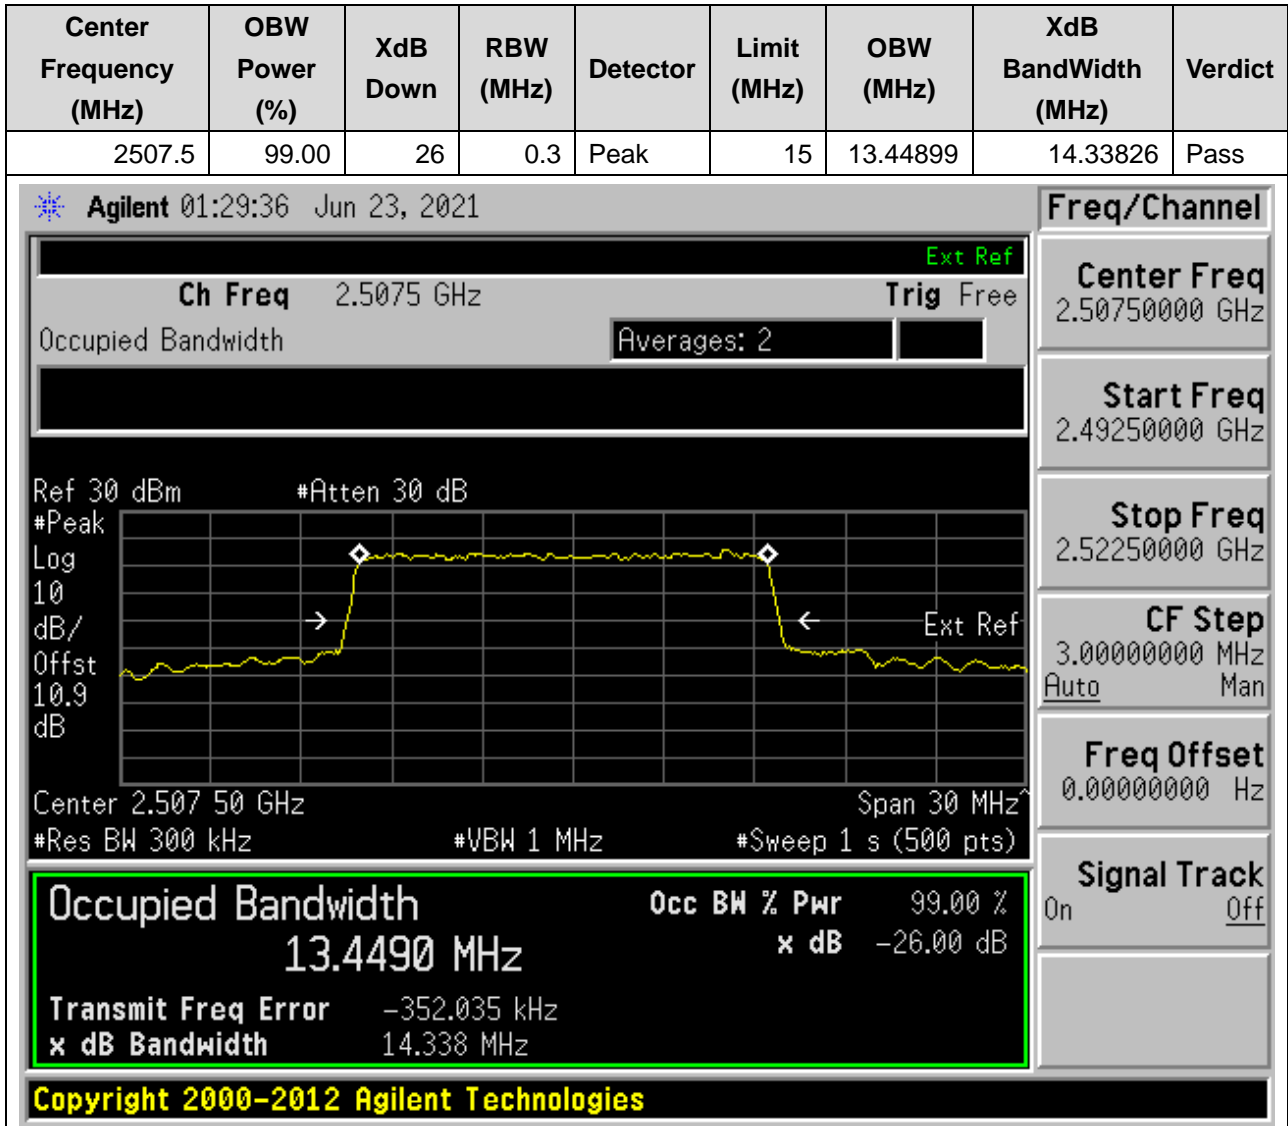 Center Frequency (MHz) OBW Power (%) XdB Down RBW (MHz) Detector Limit (MHz) OBW (MHz) XdB BandWidth (MHz) Verdict
2507.5 99.00 26 0.3 Peak 15 13.44899 14.33826 Pass
Agilent 01:29:36 Jun 23, 2021
Ext Ref
Ch Freq 2.5075 GHz Trig Free
Occupied Bandwidth Averages: 2
Ref 30 dBm #Atten 30 dB
#Peak
Log
10
dB/
Offst
10.9
dB
Ext Ref
Center 2.507 50 GHz Span 30 MHz^
#Res BW 300 kHz #VBW 1 MHz #Sweep 1 s (500 pts)
Occupied Bandwidth Occ BW % Pwr 99.00 %
13.4490 MHz x dB -26.00 dB
Transmit Freq Error -352.035 kHz
x dB Bandwidth 14.338 MHz
Copyright 2000-2012 Agilent Technologies
Freq/Channel
Center Freq
2.50750000 GHz
Start Freq
2.49250000 GHz
Stop Freq
2.52250000 GHz
CF Step
3.00000000 MHz
Auto Man
Freq Offset
0.00000000 Hz
Signal Track
On Off